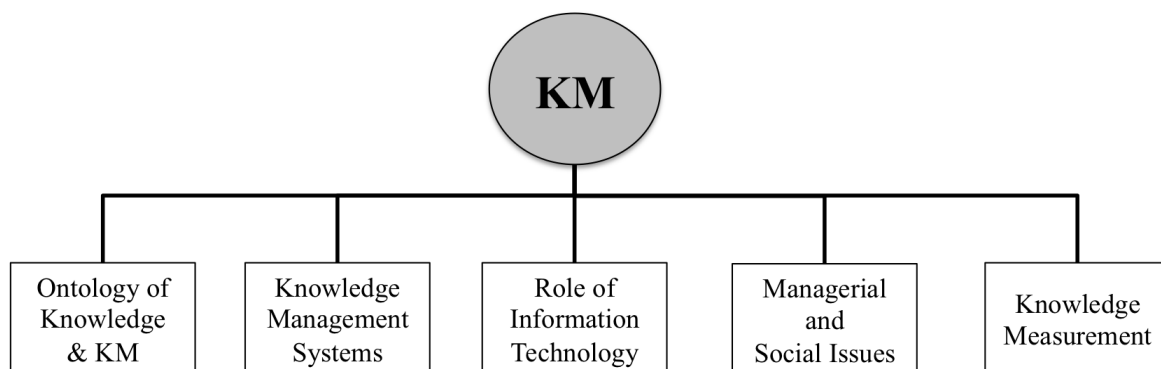 KM
Ontology of
Knowledge
& KM
Knowledge
Management
Systems
Role of
Information
Technology
Managerial
and
Social Issues
Knowledge
Measurement